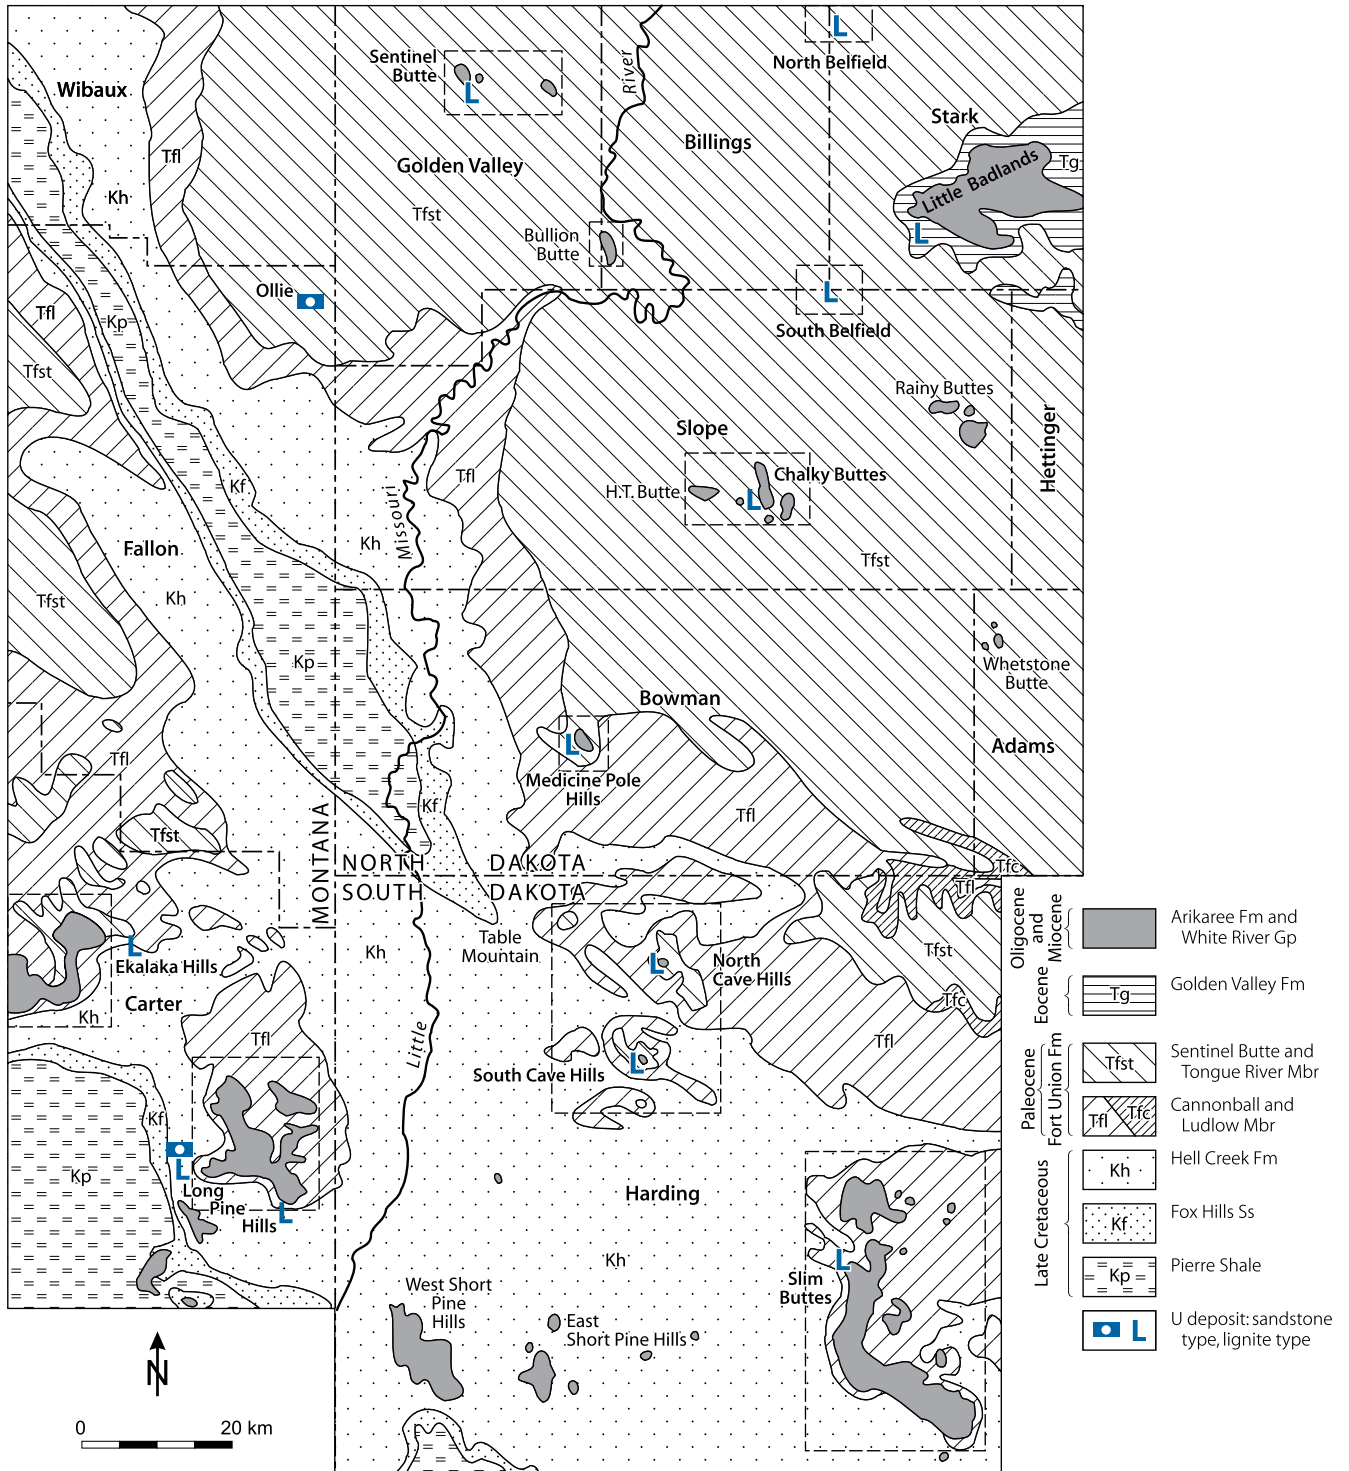 Sentinel
Butte
L
River
L
North Belfield
Wibaux
Stark
Tfl
Golden Valley
Billings
Tg
Little Badlands
Kh
Tfst
L
Bullion
Butte
Ollie
L
South Belfield
Tfl
Kp
Tfst
Rainy Buttes
Slope
Hettinger
Kf
Tfl
H.T. Butte
L
Chalky Buttes
Missouri
Kh
Fallon
Tfst
Tfst
Kh
Kp
Whetstone
Butte
Bowman
Adams
Tfl
L
Medicine Pole
Hills
Kf
Tfl
Tfst
MONTANA
NORTH DAKOTA
SOUTH DAKOTA
Tfc
Tfl
Kh
Table
Mountain
Tfst
L
Ekalaka Hills
L
North
Cave Hills
Carter
Kh
Tfc
Tfl
Tfl
Little
L
South Cave Hills
Kf
Kp
L
Long
Pine
Hills
L
Harding
Kh
L
Slim
Buttes
West Short
Pine
Hills
East
Short Pine Hills
N
0 20 km
Oligocene
and
Miocene
Arikaree Fm and
White River Gp
Eocene
Tg
Golden Valley Fm
Paleocene
Fort Union Fm
Tfst
Sentinel Butte and
Tongue River Mbr
Tfl
Tfc
Cannonball and
Ludlow Mbr
Late Cretaceous
Kh
Hell Creek Fm
Kf
Fox Hills Ss
Kp
Pierre Shale
L
U deposit: sandstone
type, lignite type